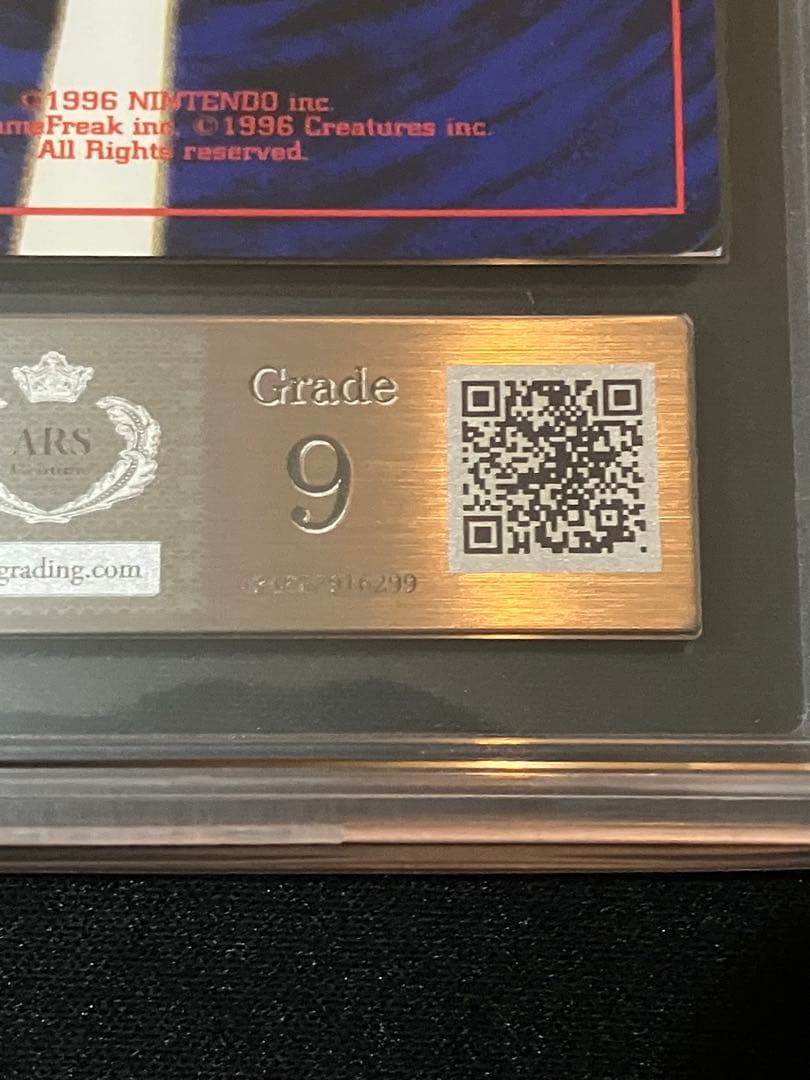 ©1996 NINTENDO inc.
ameFreak inc. ©1996 Creatures inc.
All Rights reserved.
Grade
ARS
9
grading.com